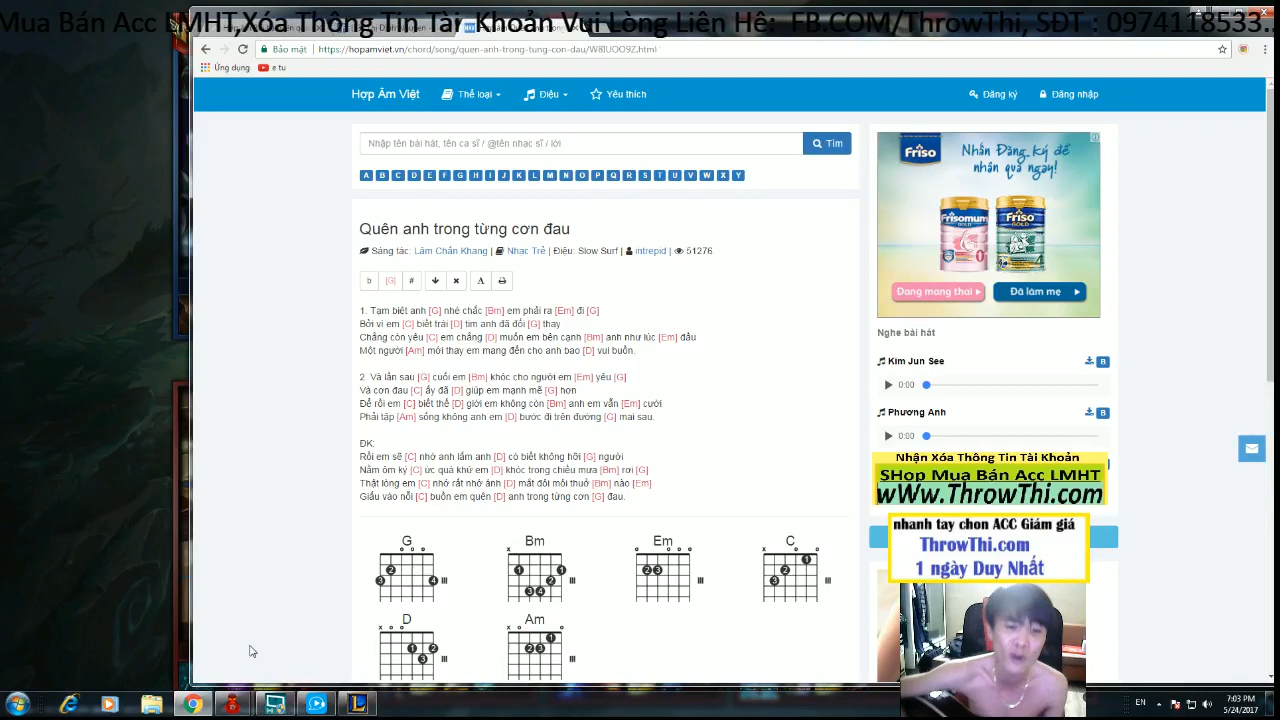 Mua Bán Acc LMHT Xóa Thông Tin Tài Khoản Vui Lòng Liên Hê: FB.COM/ThrowThi, SĐT : 0974118533.
Bảo mật | https://hopamviet.vn/chord/song/quen-anh-trong-tung-con-dau/W8IUOO9Z.html
Ứng dụng e tu
Hợp Âm Việt Thể loại Điệu Yêu thích Đăng ký Đăng nhập
Nhập tên bài hát, tên ca sĩ / @tên nhạc sĩ / lời Tìm
A B C D E F G H I J K L M N O P Q R S T U V W X Y
Quên anh trong từng cơn đau
Sáng tác: Lâm Chấn Khang | Nhạc Trẻ | Điệu: Slow Surf | intrepid | 51276
b [G] # A
1. Tạm biệt anh [G] nhé chắc [Bm] em phải ra [Em] đi [G]
Bởi vì em [C] biết trái [D] tim anh đã đổi [G] thay
Chẳng còn yêu [C] em chẳng [D] muốn em bên cạnh [Bm] anh như lúc [Em] đầu
Một người [Am] mới thay em mang đến cho anh bao [D] vui buồn.
2. Và lần sau [G] cuối em [Bm] khóc cho người em [Em] yêu [G]
Và cơn đau [C] ấy đã [D] giúp em mạnh mẽ [G] hơn
Để rồi em [C] biết thế [D] giới em không còn [Bm] anh em vẫn [Em] cười
Phải tập [Am] sống không anh em [D] bước đi trên đường [G] mai sau.
ĐK:
Rồi em sẽ [C] nhớ anh lắm anh [D] có biết không hỡi [G] người
Nằm ôm ký [C] ức quá khứ em [D] khóc trong chiều mưa [Bm] rơi [G]
Thật lòng em [C] nhớ rất nhớ ánh [D] mắt đôi môi thuở [Bm] nào [Em]
Giấu vào nỗi [C] buồn em quên [D] anh trong từng cơn [G] đau.
G Bm Em C
D Am
Friso
Nhấn Đăng ký để
nhận quà ngay!
Frisomum
GOLD
Friso
GOLD
Đang mang thai
Đã làm mẹ
Nghe bài hát
Kim Jun See B
0:00
Phương Anh B
0:00
Nhận Xóa Thông Tin Tài Khoản
SHop Mua Bán Acc LMHT
wWw.ThrowThi.com
nhanh tay chon ACC Giảm giá
ThrowThi.com
1 ngày Duy Nhất
EN
7:03 PM
5/24/2017